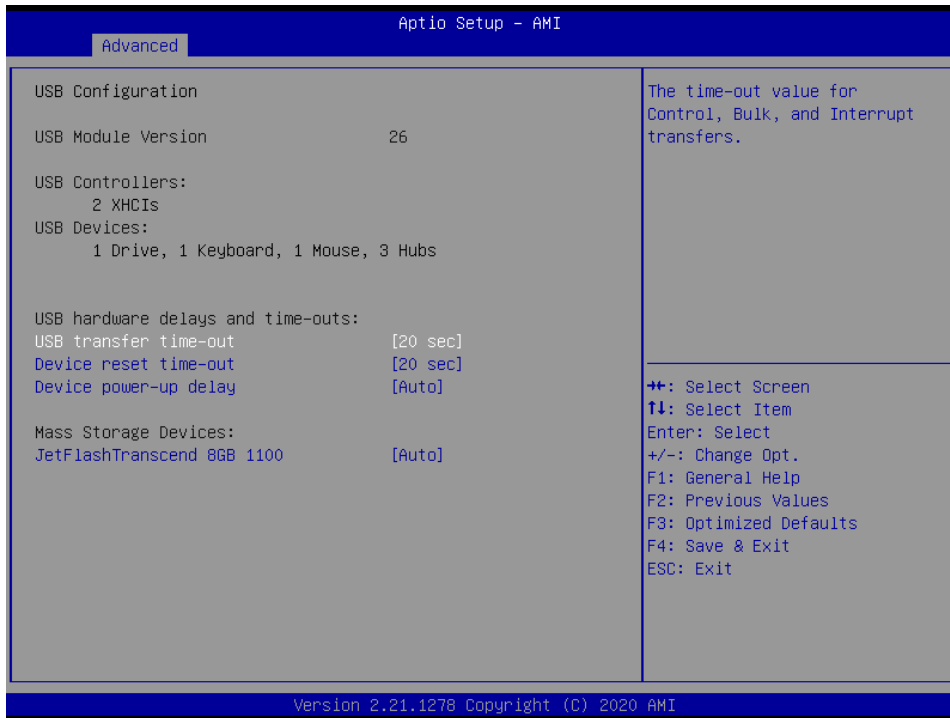 Aptio Setup – AMI
Advanced
USB Configuration
USB Module Version 26
USB Controllers:
2 XHCIs
USB Devices:
1 Drive, 1 Keyboard, 1 Mouse, 3 Hubs
USB hardware delays and time-outs:
USB transfer time-out [20 sec]
Device reset time-out [20 sec]
Device power-up delay [Auto]
Mass Storage Devices:
JetFlashTranscend 8GB 1100 [Auto]
The time-out value for
Control, Bulk, and Interrupt
transfers.
→←: Select Screen
↑↓: Select Item
Enter: Select
+/-: Change Opt.
F1: General Help
F2: Previous Values
F3: Optimized Defaults
F4: Save & Exit
ESC: Exit
Version 2.21.1278 Copyright (C) 2020 AMI